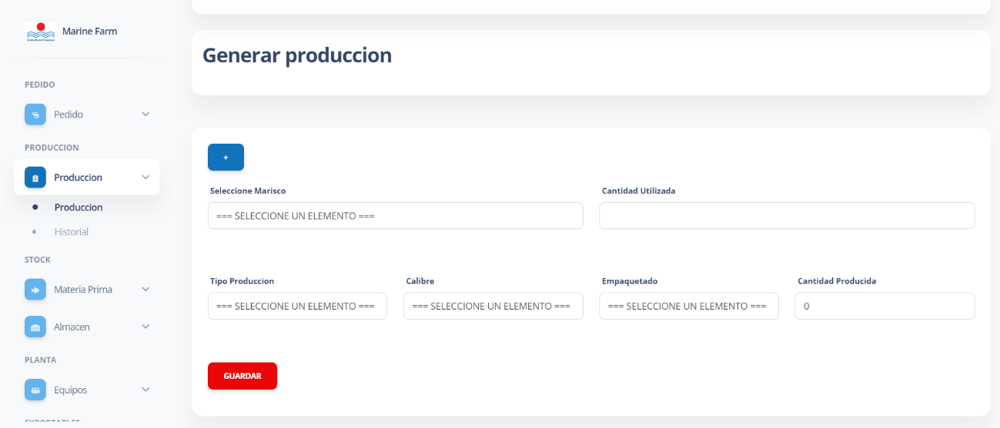 Marine Farm
PEDIDO
Pedido
PRODUCCION
Produccion
Produccion
Historial
STOCK
Materia Prima
Almacen
PLANTA
Equipos
EXPORTABLES
Generar produccion
+
Seleccione Marisco
Cantidad Utilizada
=== SELECCIONE UN ELEMENTO ===
Tipo Produccion
Calibre
Empaquetado
Cantidad Producida
=== SELECCIONE UN ELEMENTO ===
=== SELECCIONE UN ELEMENTO ===
=== SELECCIONE UN ELEMENTO ===
0
GUARDAR